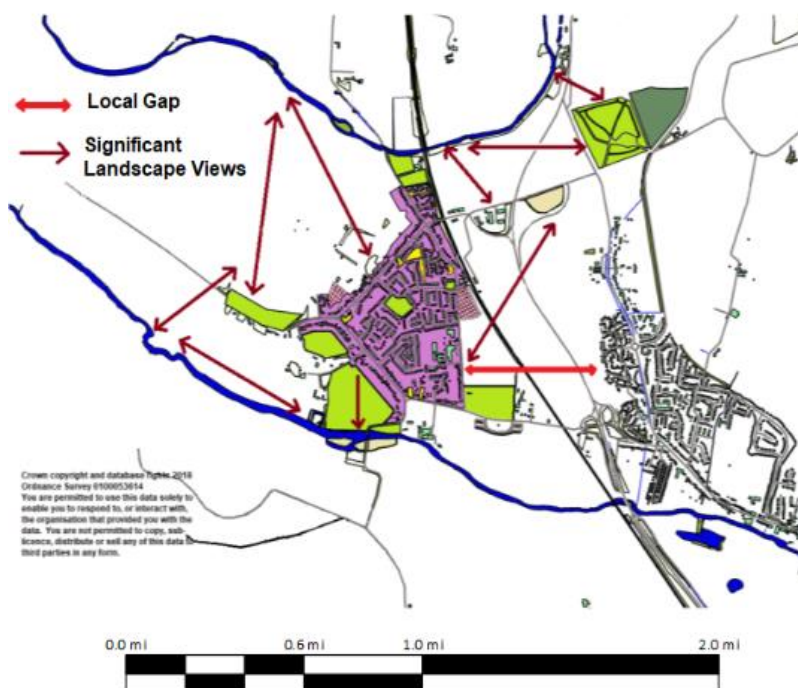 Local Gap
Significant
Landscape Views
Crown copyright and database rights 2018
Ordnance Survey 0100053614
You are permitted to use this data solely to
enable you to respond to, or interact with,
the organisation that provided you with the
data. You are not permitted to copy, sub-
licence, distribute or sell any of this data to
third parties in any form.
0.0 mi 0.6 mi 1.0 mi 2.0 mi